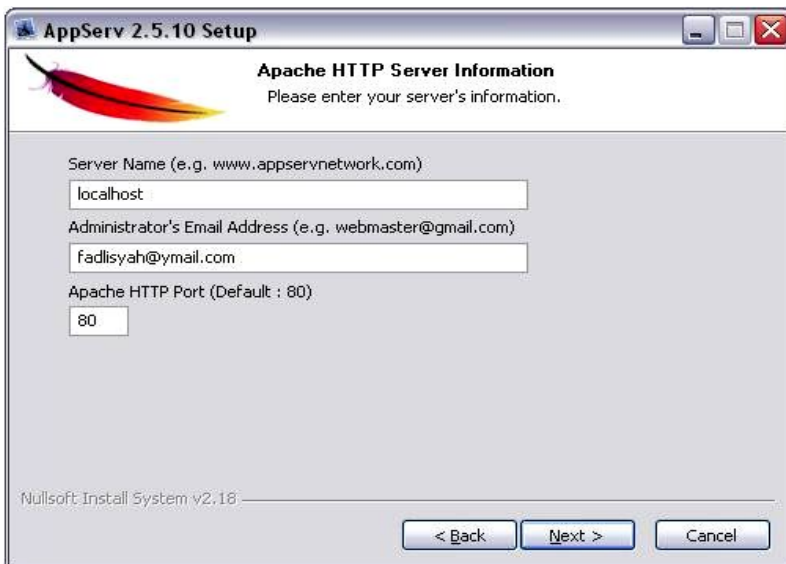 AppServ 2.5.10 Setup
Apache HTTP Server Information
Please enter your server's information.
Server Name (e.g. www.appservnetwork.com)
localhost
Administrator's Email Address (e.g. webmaster@gmail.com)
fadlisyah@ymail.com
Apache HTTP Port (Default : 80)
80
Nullsoft Install System v2.18
< Back Next > Cancel